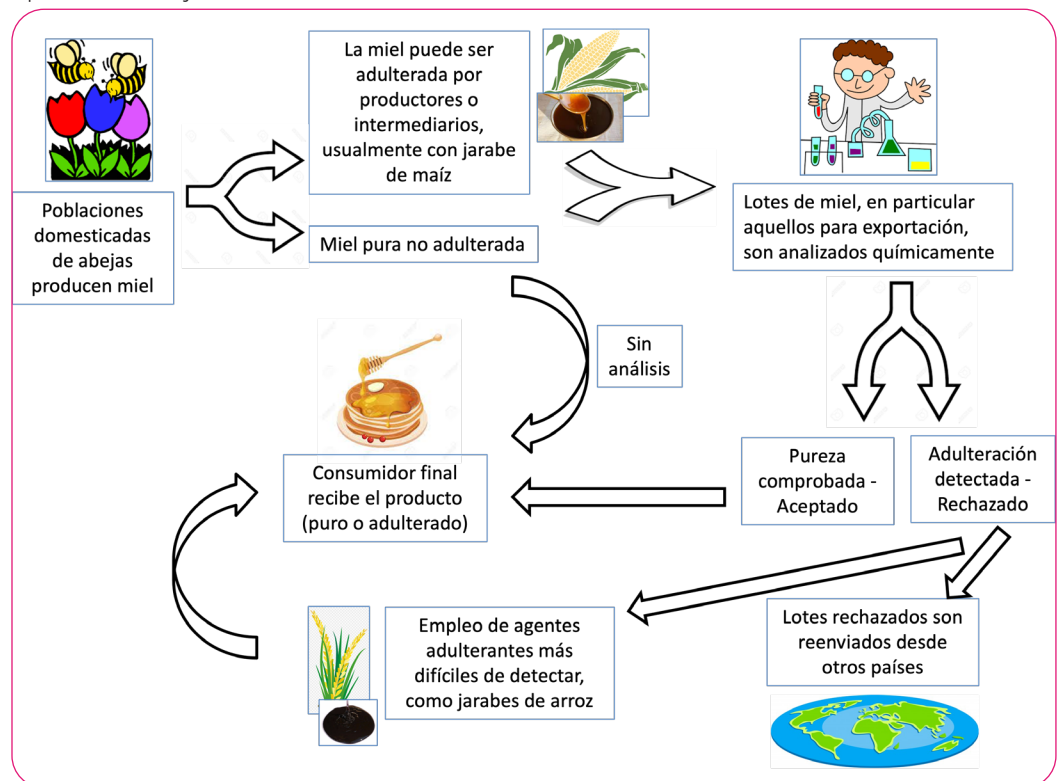 Poblaciones
domesticadas
de abejas
producen miel
La miel puede ser
adulterada por
productores o
intermediarios,
usualmente con jarabe
de maíz
Miel pura no adulterada
Lotes de miel, en particular
aquellos para exportación,
son analizados químicamente
Sin
análisis
Pureza
comprobada -
Aceptado
Adulteración
detectada -
Rechazado
Consumidor final
recibe el producto
(puro o adulterado)
Empleo de agentes
adulterantes más
difíciles de detectar,
como jarabes de arroz
Lotes rechazados son
reenviados desde
otros países